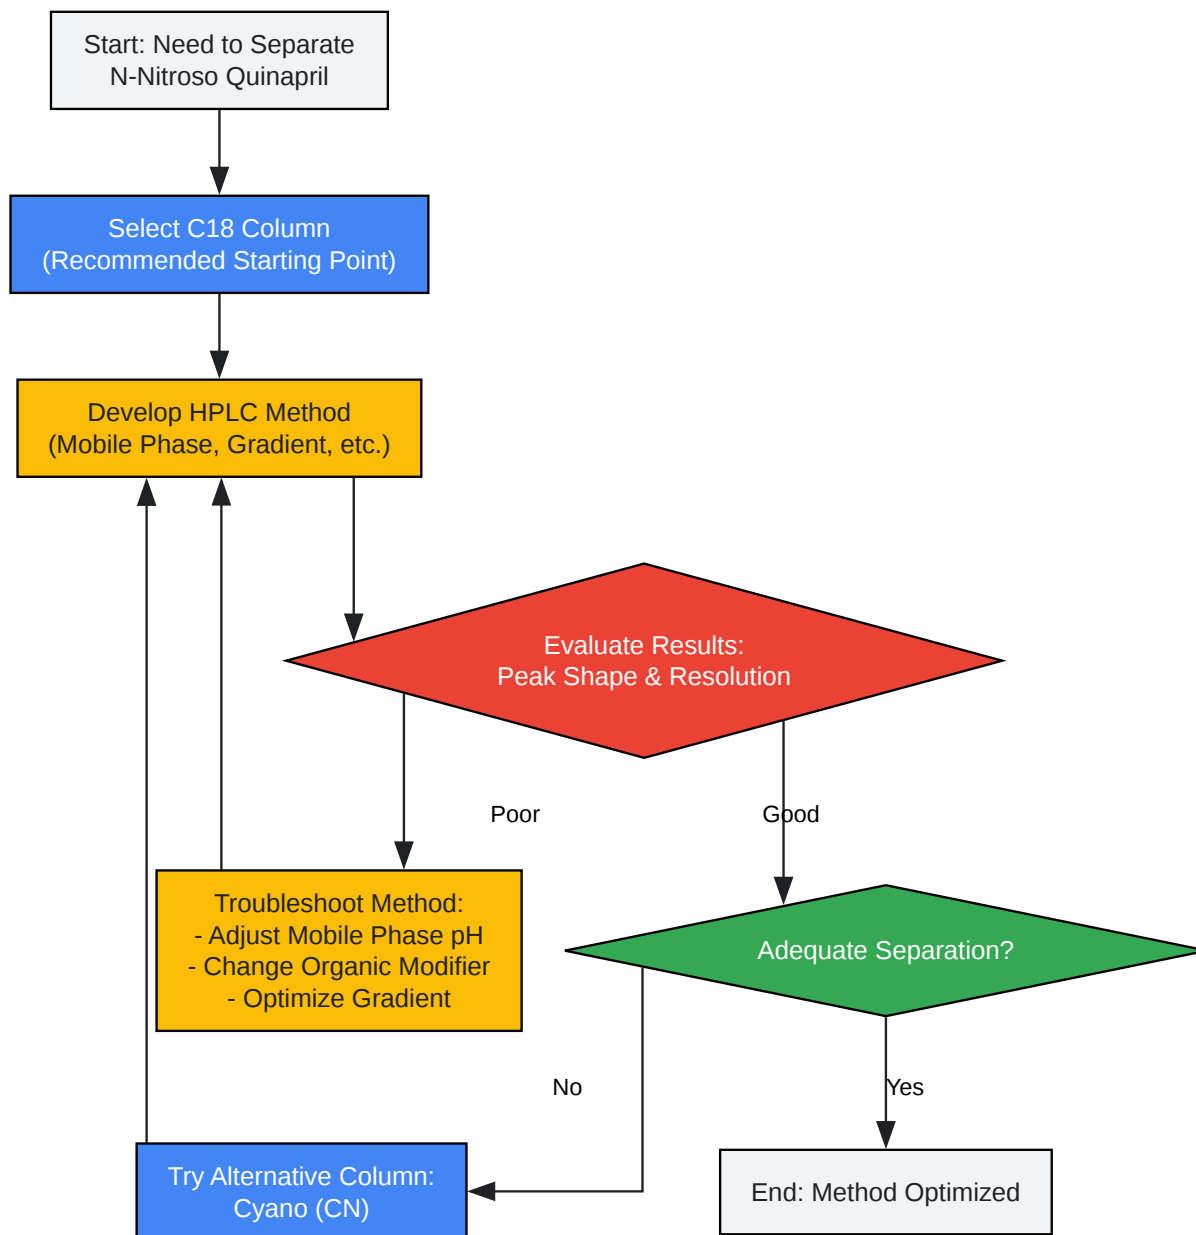 Start: Need to Separate
N-Nitroso Quinapril
Select C18 Column
(Recommended Starting Point)
Develop HPLC Method
(Mobile Phase, Gradient, etc.)
Evaluate Results:
Peak Shape & Resolution
Poor
Good
Troubleshoot Method:
- Adjust Mobile Phase pH
- Change Organic Modifier
- Optimize Gradient
Adequate Separation?
No
Yes
Try Alternative Column:
Cyano (CN)
End: Method Optimized